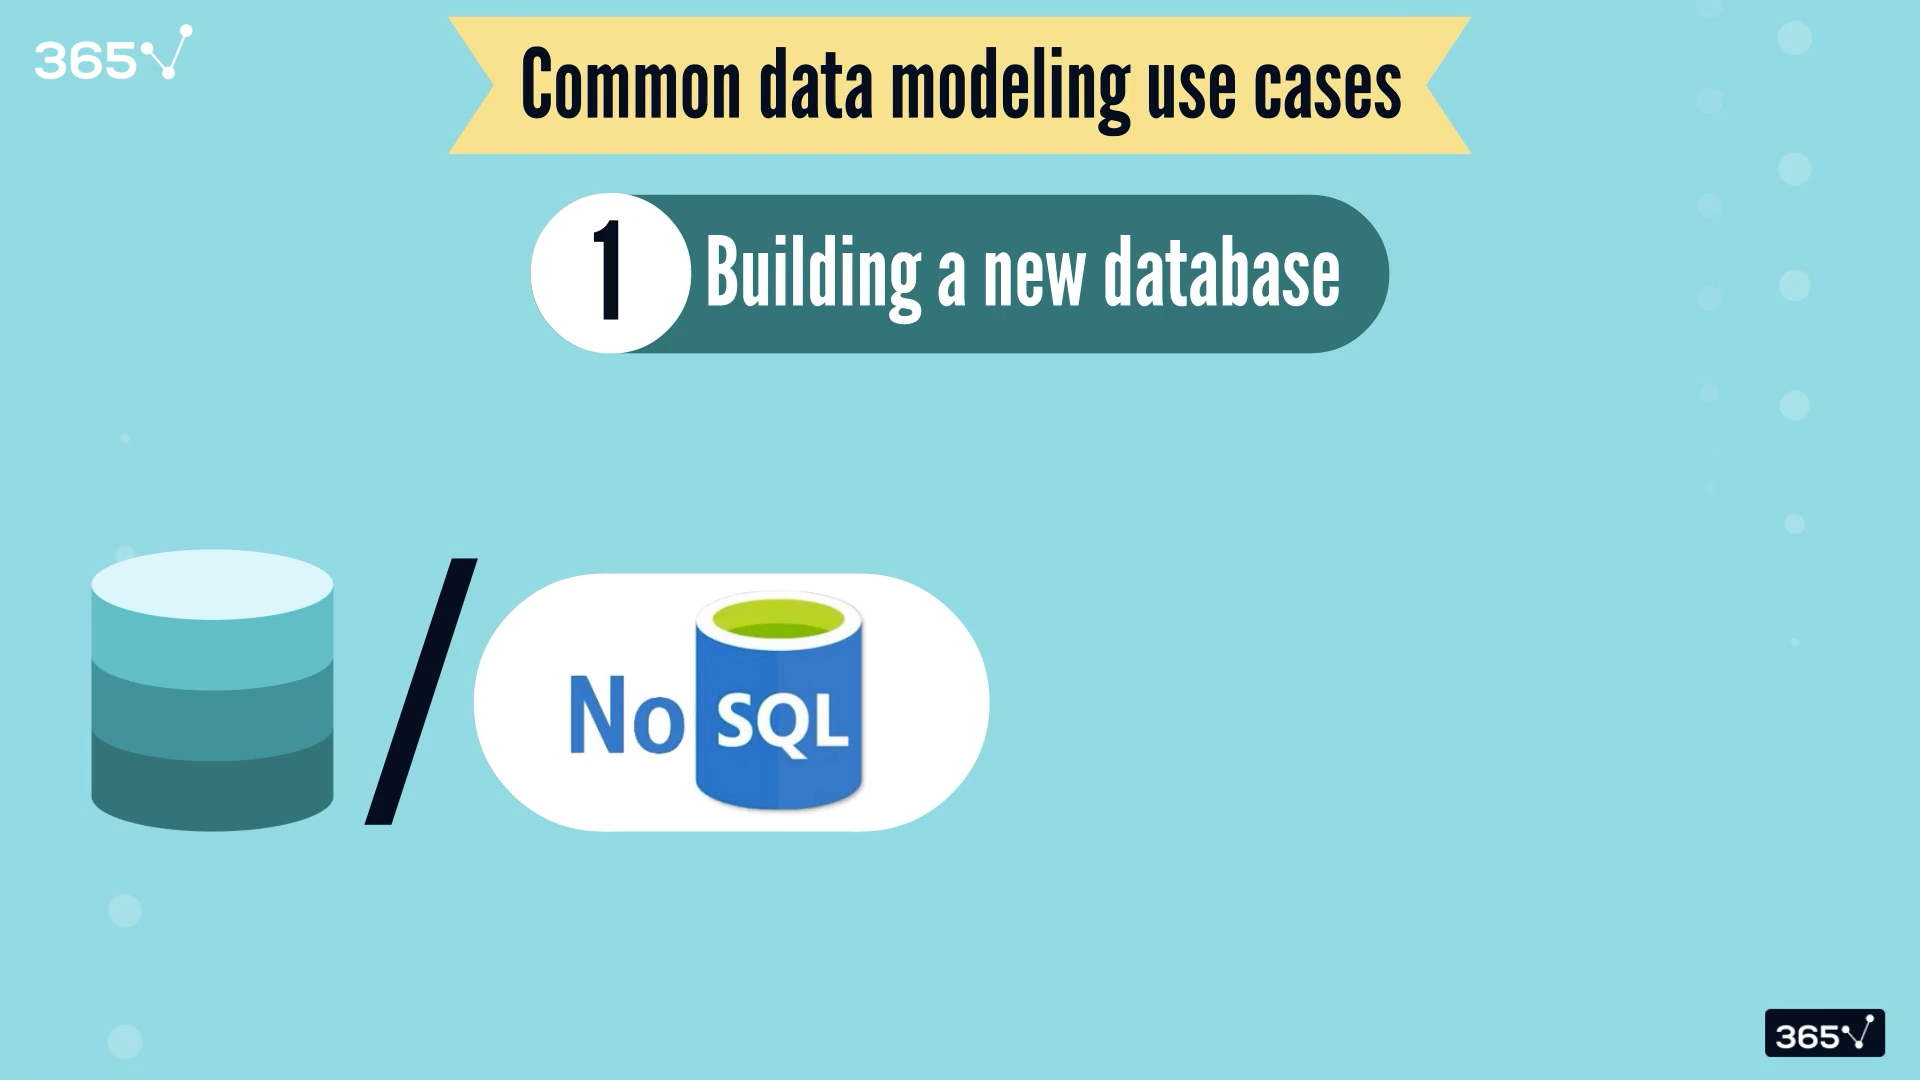 365
Common data modeling use cases
1 Building a new database
No SQL
365